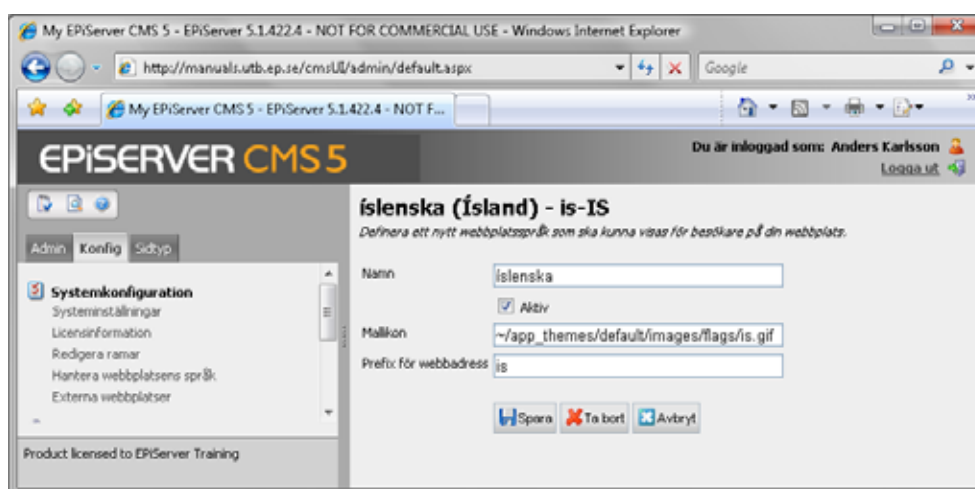 My EPiServer CMS 5 - EPiServer 5.1.422.4 - NOT FOR COMMERCIAL USE - Windows Internet Explorer
http://manuals.utb.ep.se/cmsUI/admin/default.aspx
Google
My EPiServer CMS 5 - EPiServer 5.1.422.4 - NOT F...
EPiSERVER CMS 5
Du är inloggad som: Anders Karlsson
Logga ut
Admin Konfig Sidtyp
Systemkonfiguration
Systeminställningar
Licensinformation
Redigera ramar
Hantera webbplatsens språk
Externa webbplatser
Product licensed to EPiServer Training
íslenska (Ísland) - is-IS
Definera ett nytt webbplatsspråk som ska kunna visas för besökare på din webbplats.
Namn íslenska
Aktiv
Mallikon ~/app_themes/default/images/flags/is.gif
Prefix för webbadress is
Spara Ta bort Avbryt